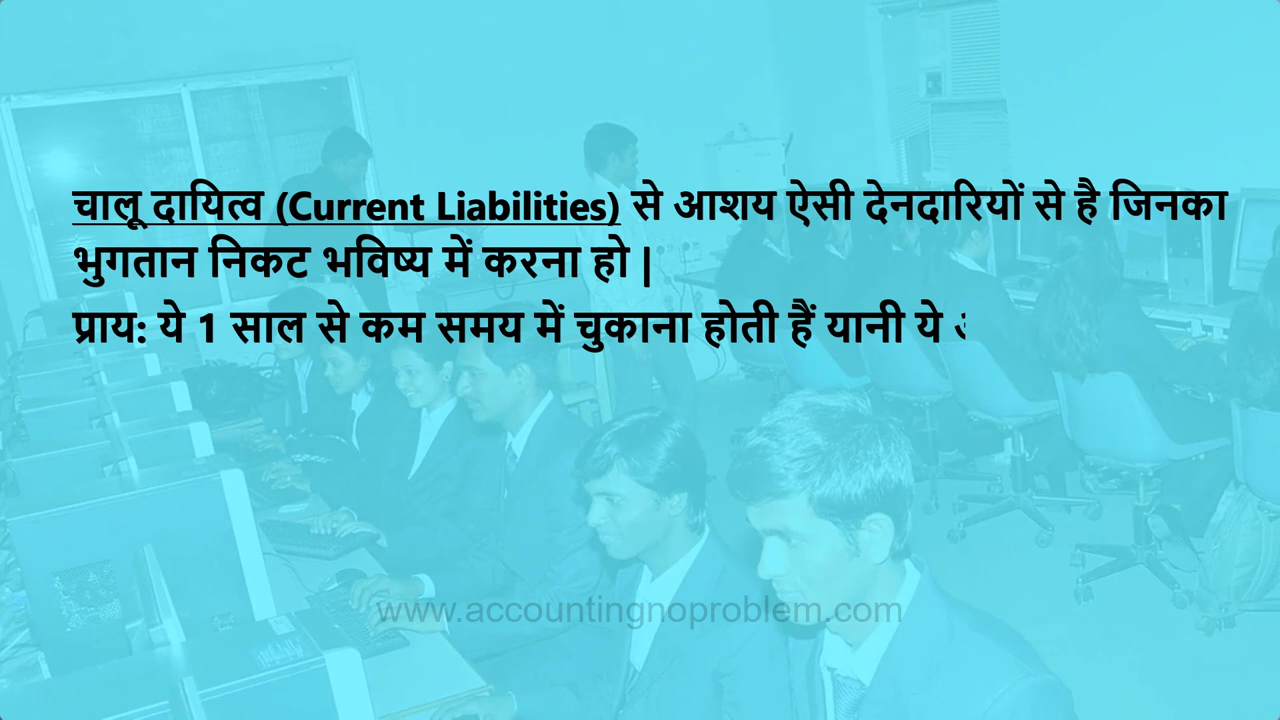 चालू दायित्व (Current Liabilities) से आशय ऐसी देनदारियों से है जिनका
भुगतान निकट भविष्य में करना हो |
प्राय: ये 1 साल से कम समय में चुकाना होती हैं यानी ये
www.accountingnoproblem.com